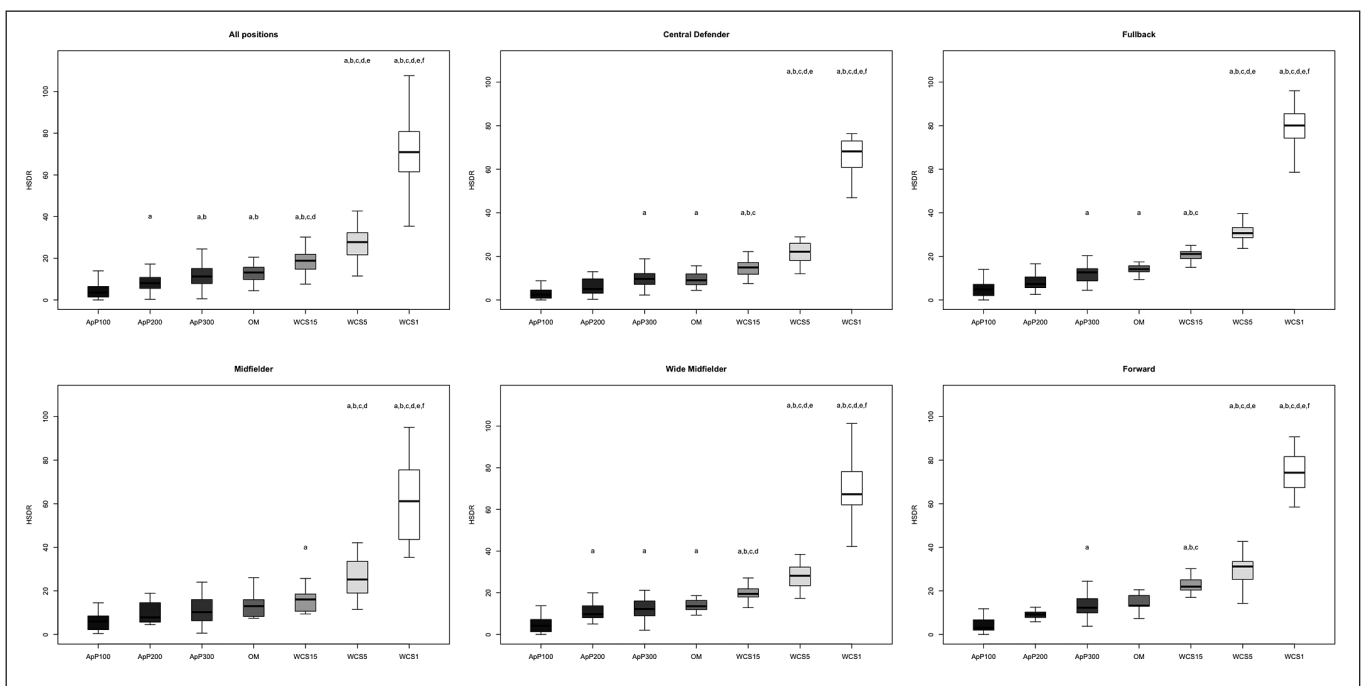 All positions
a,b,c,d,e a,b,c,d,e,f
100
80
60
40
20
0
HSDR
a a,b a,b a,b,c,d
ApP100 ApP200 ApP300 OM WCS15 WCS5 WCS1
Central Defender
a,b,c,d,e a,b,c,d,e,f
100
80
60
40
20
0
HSDR
a a a,b,c
ApP100 ApP200 ApP300 OM WCS15 WCS5 WCS1
Fullback
a,b,c,d,e a,b,c,d,e,f
100
80
60
40
20
0
HSDR
a a a,b,c
ApP100 ApP200 ApP300 OM WCS15 WCS5 WCS1
Midfielder
a,b,c,d a,b,c,d,e,f
100
80
60
40
20
0
HSDR
a
ApP100 ApP200 ApP300 OM WCS15 WCS5 WCS1
Wide Midfielder
a,b,c,d,e a,b,c,d,e,f
100
80
60
40
20
0
HSDR
a a a a,b,c,d
ApP100 ApP200 ApP300 OM WCS15 WCS5 WCS1
Forward
a,b,c,d,e a,b,c,d,e,f
100
80
60
40
20
0
HSDR
a a,b,c
ApP100 ApP200 ApP300 OM WCS15 WCS5 WCS1